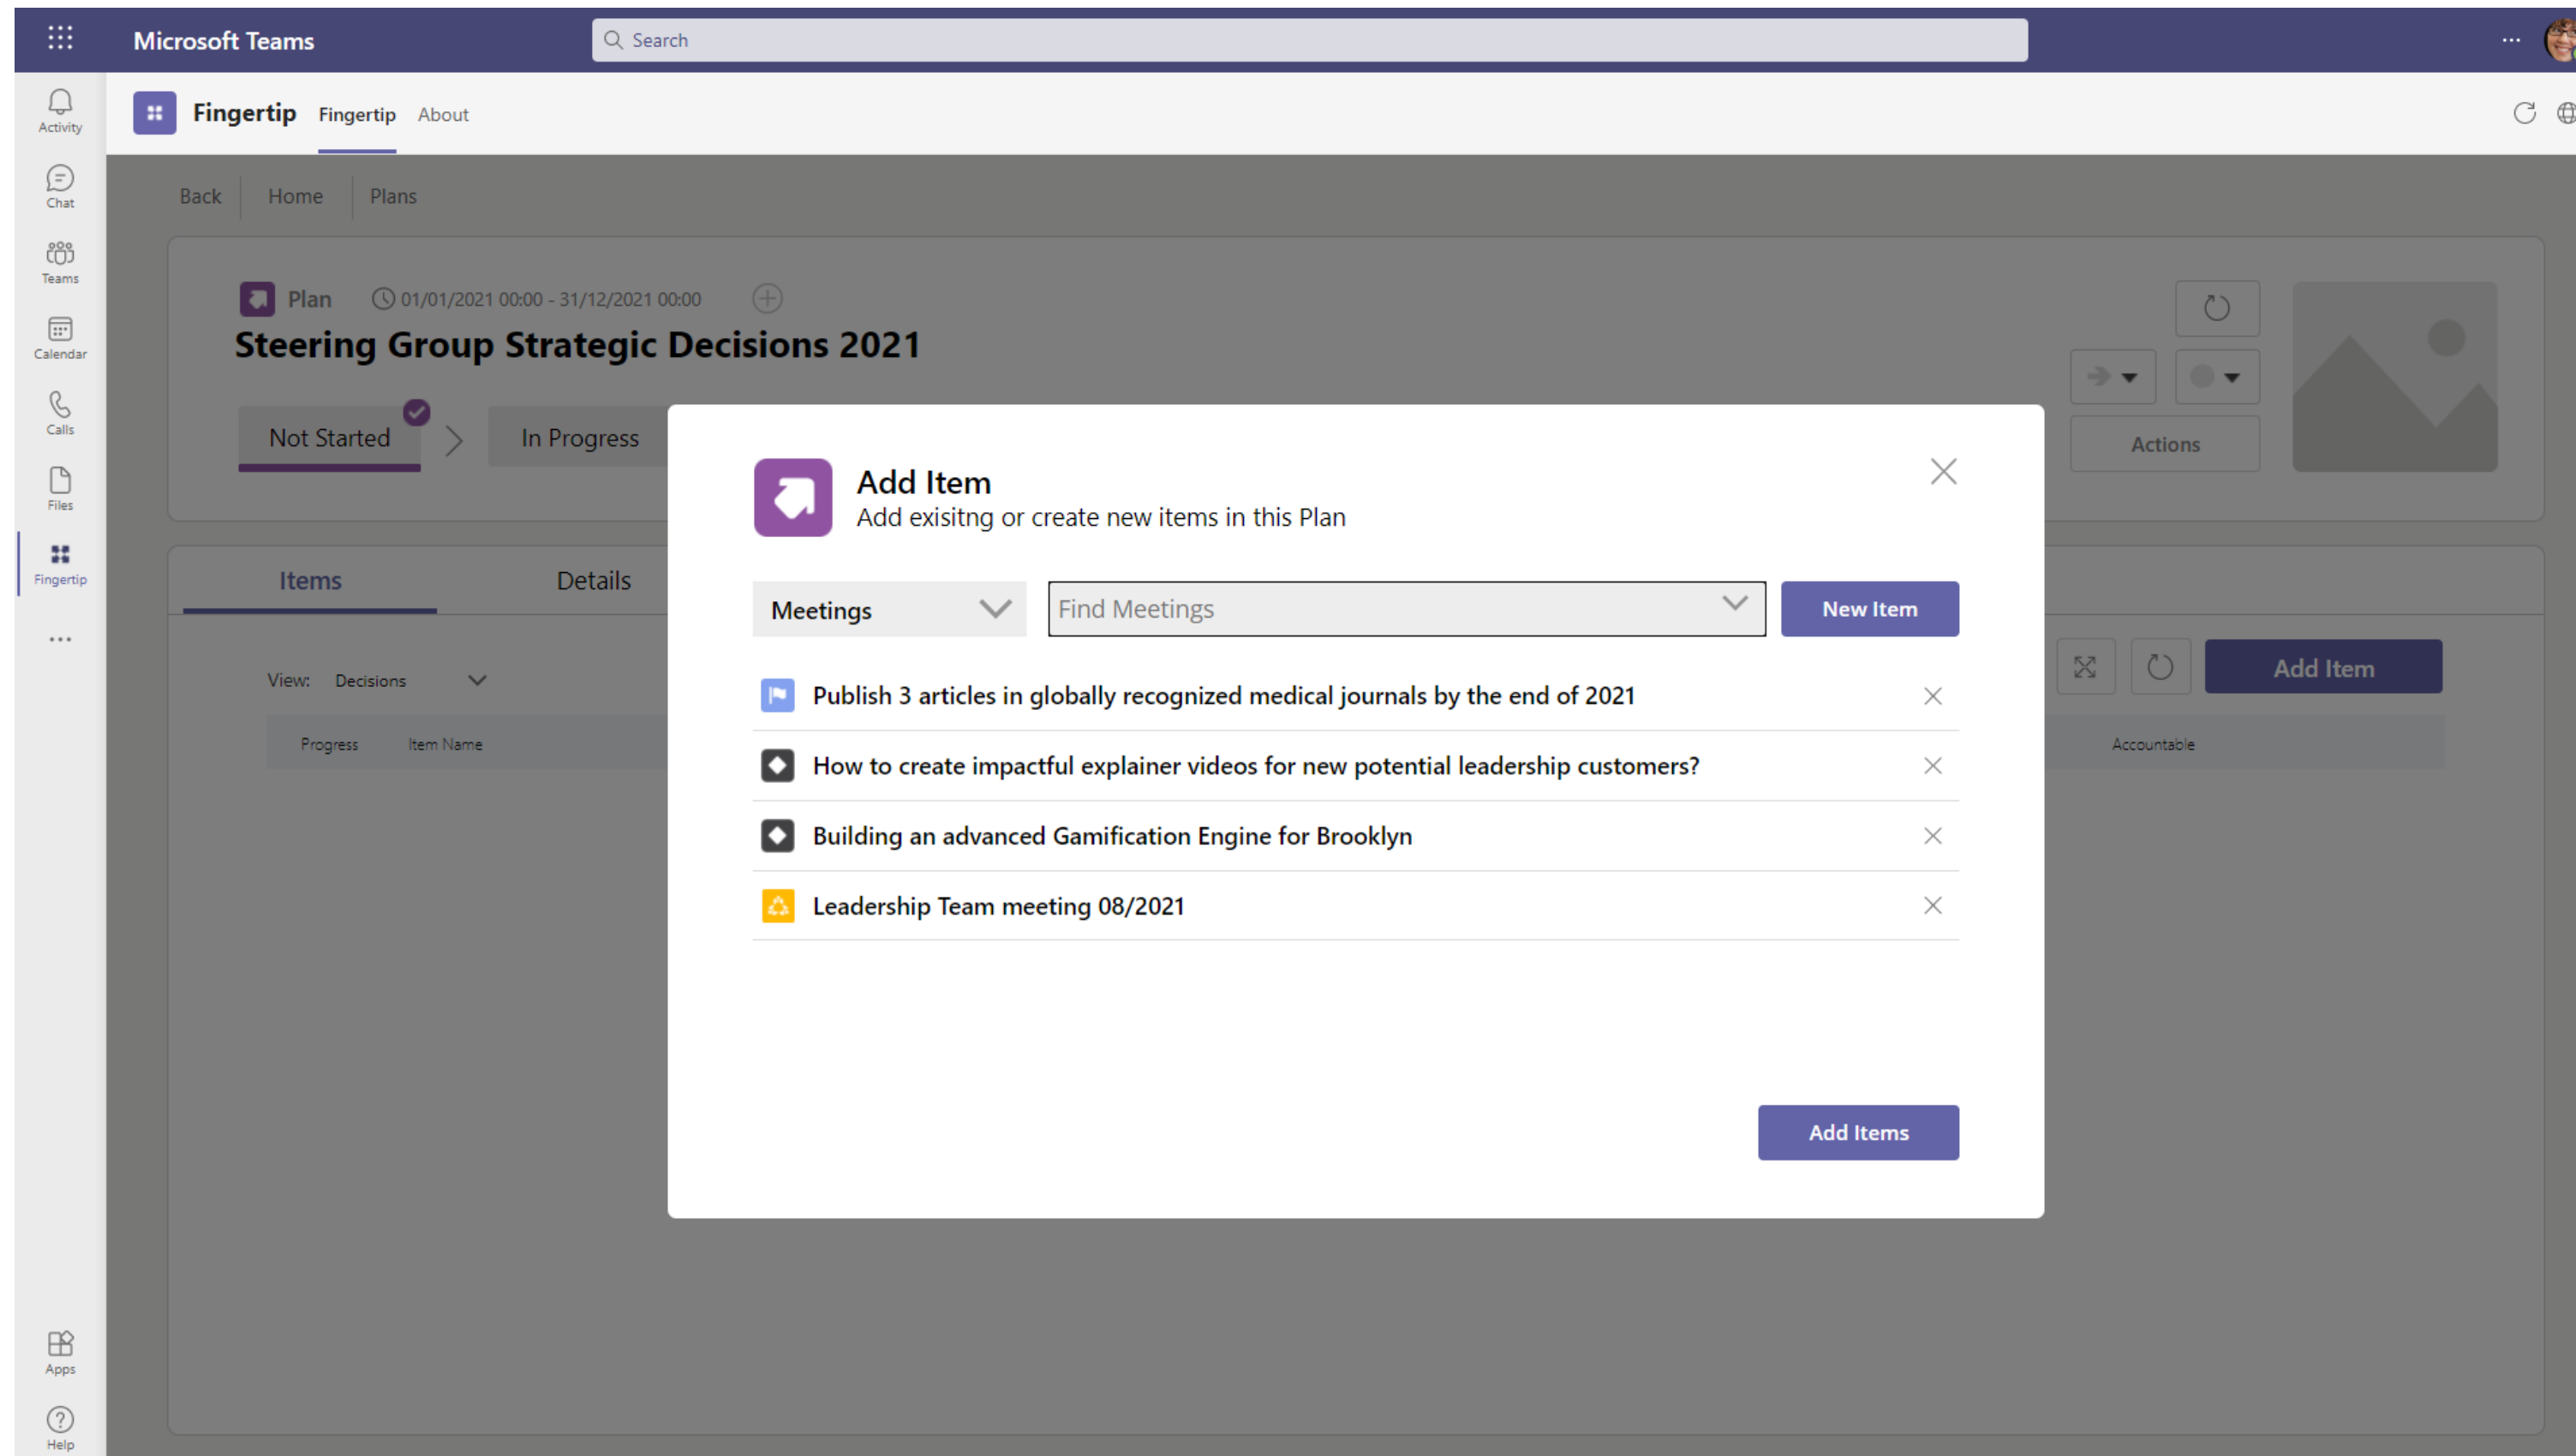 Microsoft Teams
Search
Activity
Chat
Teams
Calendar
Calls
Files
Fingertip
Apps
Help
Fingertip Fingertip About
Back Home Plans
Plan 01/01/2021 00:00 - 31/12/2021 00:00
Steering Group Strategic Decisions 2021
Not Started In Progress
Actions
Items Details
View: Decisions
Add Item
Progress Item Name Accountable
Add Item
Add exisitng or create new items in this Plan
Meetings Find Meetings New Item
Publish 3 articles in globally recognized medical journals by the end of 2021
How to create impactful explainer videos for new potential leadership customers?
Building an advanced Gamification Engine for Brooklyn
Leadership Team meeting 08/2021
Add Items